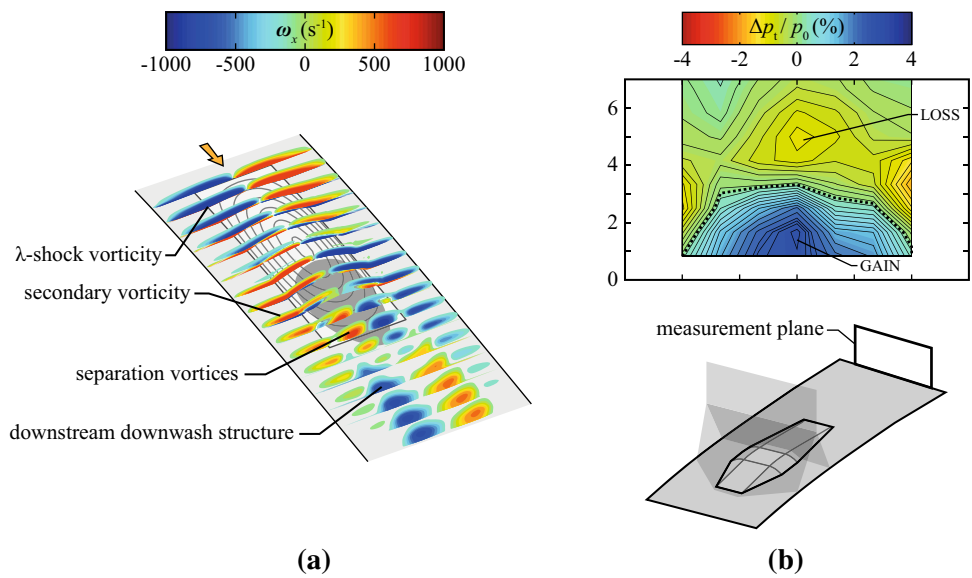 ω_x (s⁻¹)
-1000 -500 0 500 1000
λ-shock vorticity
secondary vorticity
separation vortices
downstream downwash structure
(a)
Δp_t / p_0 (%)
-4 -2 0 2 4
6
4
2
0
LOSS
GAIN
measurement plane
(b)